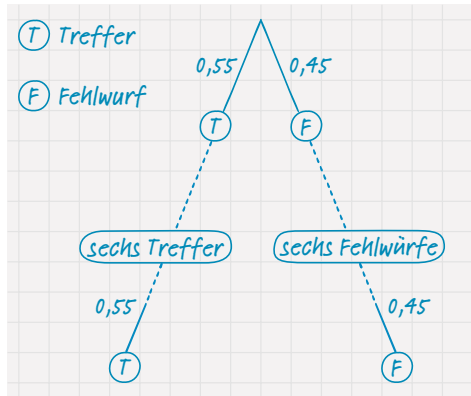 T Treffer
0,55 0,45
F Fehlwurf
T F
sechs Treffer sechs Fehlwürfe
0,55 0,45
T F